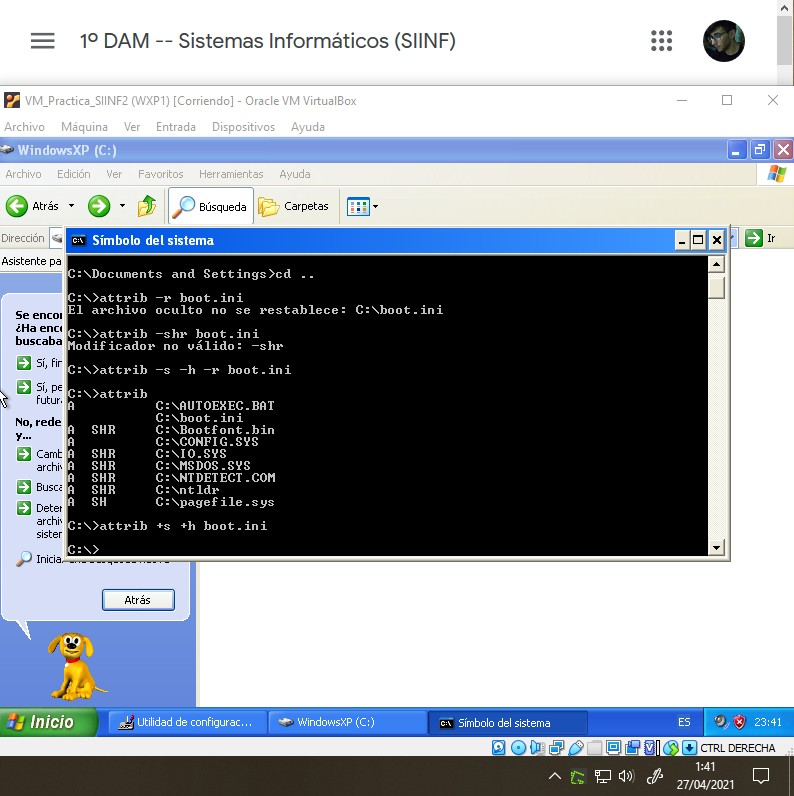 1º DAM -- Sistemas Informáticos (SIINF)
VM_Practica_SIINF2 (WXP1) [Corriendo] - Oracle VM VirtualBox
Archivo Máquina Ver Entrada Dispositivos Ayuda
WindowsXP (C:)
Archivo Edición Ver Favoritos Herramientas Ayuda
Atrás Búsqueda Carpetas
Dirección Ir
Asistente pa
Símbolo del sistema
C:\Documents and Settings>cd ..
C:\>attrib -r boot.ini
El archivo oculto no se restablece: C:\boot.ini
C:\>attrib -shr boot.ini
Modificador no válido: -shr
C:\>attrib -s -h -r boot.ini
C:\>attrib
A C:\AUTOEXEC.BAT
C:\boot.ini
A SHR C:\Bootfont.bin
A C:\CONFIG.SYS
A SHR C:\IO.SYS
A SHR C:\MSDOS.SYS
A SHR C:\NTDETECT.COM
A SHR C:\ntldr
A SH C:\pagefile.sys
C:\>attrib +s +h boot.ini
C:\>
Se encon
¿Ha enco
buscaba
Sí, fin
Sí, pe
futur
No, rede
y...
Camb
archiv
Busca
Deter
archiv
sistem
Inicia
Atrás
Inicio
Utilidad de configurac...
WindowsXP (C:)
Símbolo del sistema
ES
23:41
CTRL DERECHA
1:41
27/04/2021